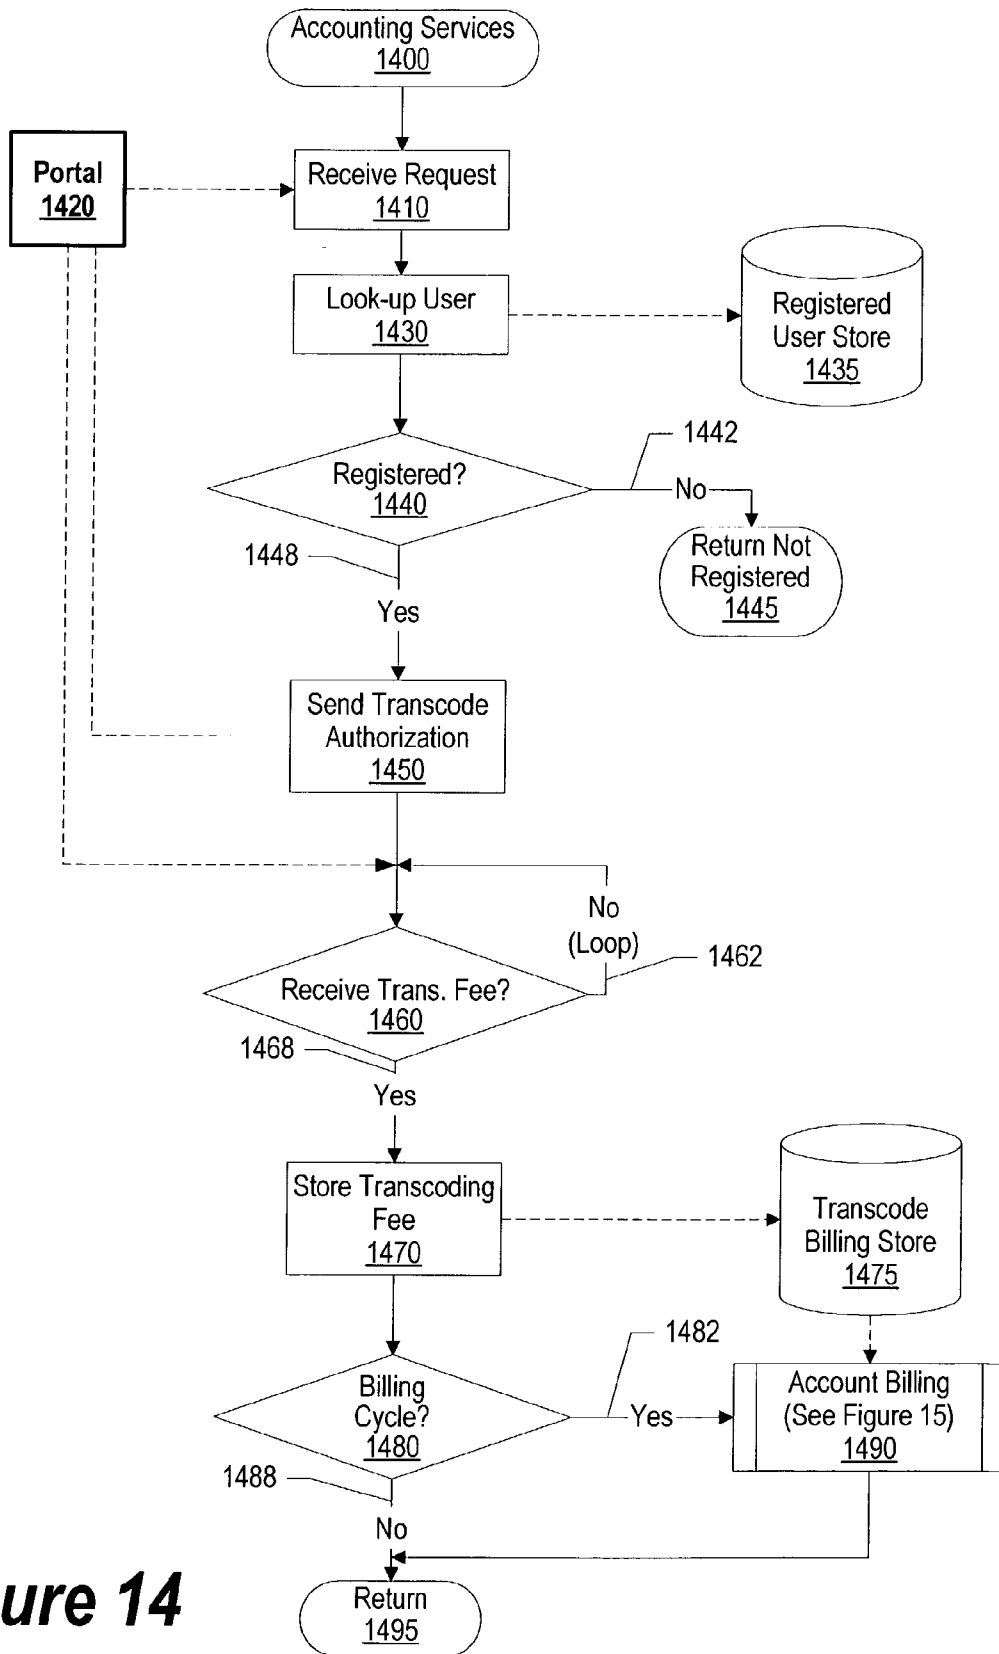 Accounting Services
1400
Portal
1420
Receive Request
1410
Look-up User
1430
Registered
User Store
1435
1442
Registered?
1440
No
1448
Return Not
Registered
1445
Yes
Send Transcode
Authorization
1450
No
(Loop)
1462
Receive Trans. Fee?
1460
1468
Yes
Store Transcoding
Fee
1470
Transcode
Billing Store
1475
1482
Billing
Cycle?
1480
Yes
Account Billing
(See Figure 15)
1490
1488
No
Return
1495
ure 14